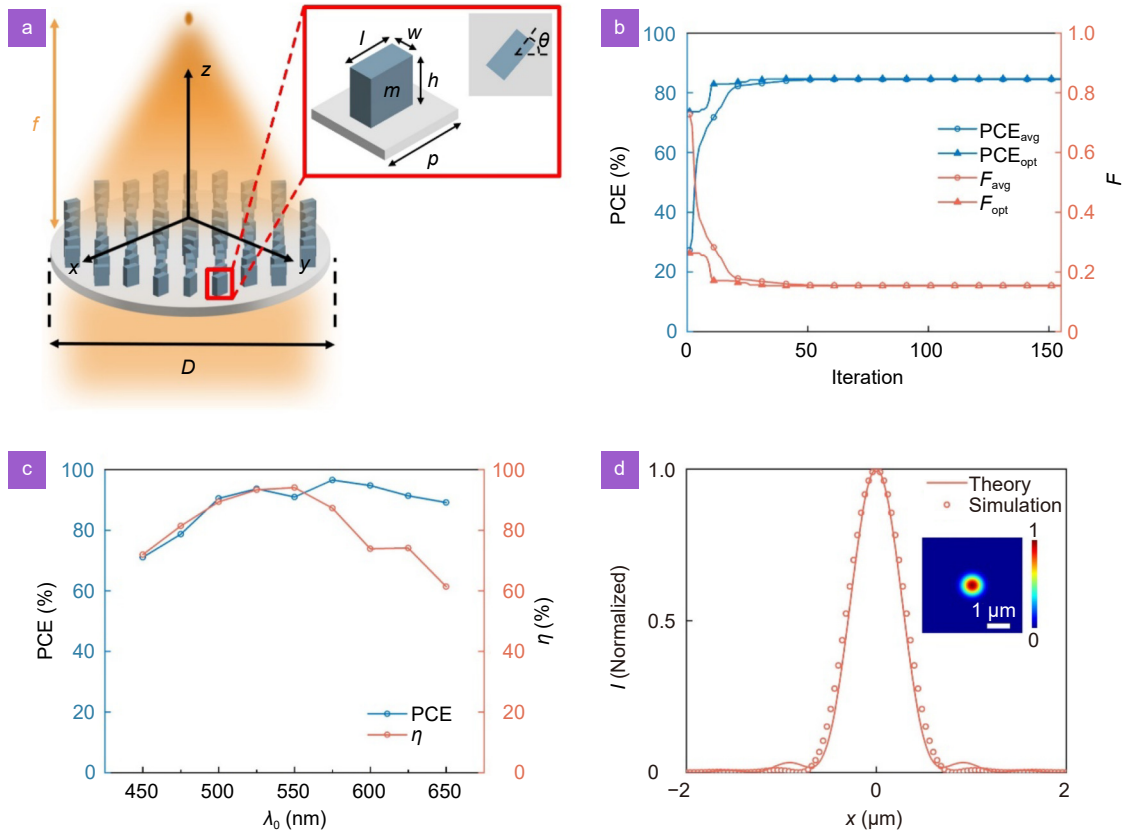 a
f
z
x
y
D
l
w
h
m
p
θ
b
PCE (%)
100
80
60
40
20
0
1.0
0.8
0.6
0.4
0.2
0
F
PCEavg
PCEopt
Favg
Fopt
0 50 100 150
Iteration
c
PCE (%)
100
80
60
40
20
0
100
80
60
40
20
0
η (%)
PCE
η
450 500 550 600 650
λ0 (nm)
d
I (Normalized)
1.0
0.5
0
Theory
Simulation
1
0
1 μm
−2 0 2
x (μm)